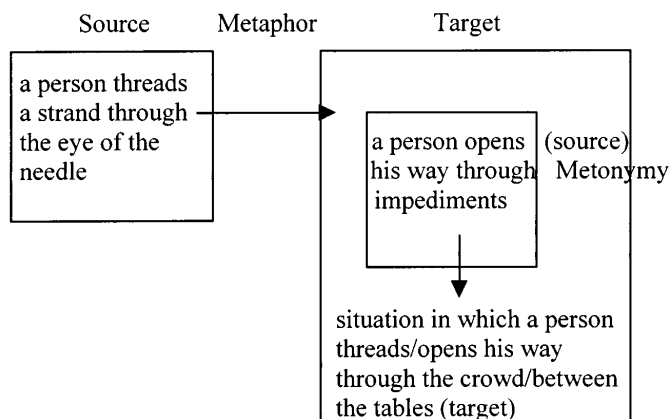 Source Metaphor Target
a person threads
a strand through
the eye of the
needle
a person opens (source)
his way through Metonymy
impediments
situation in which a person
threads/opens his way
through the crowd/between
the tables (target)